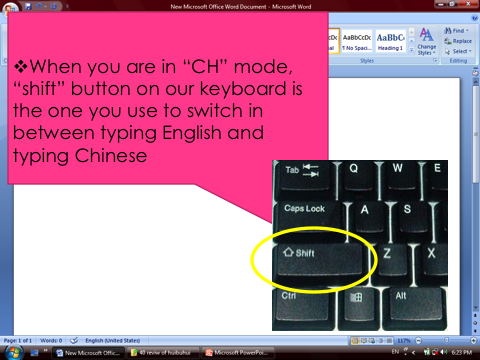 New Microsoft Office Word Document - Microsoft Word
AaBbCcDc
AaBbC
Find
T No Spaci...
Heading 1
Change
Styles
Replace
Select
Styles
Editing
❖When you are in “CH” mode,
“shift” button on our keyboard is
the one you use to switch in
between typing English and
typing Chinese
Tab
Q
W
E
Caps Lock
A
S
Shift
Z
X
Ctrl
Alt
Page: 1 of 1
Words: 0
English (United States)
117%
New Microsoft Offic...
40 reviw of huibuhui
Microsoft PowerPoi...
EN
6:23 PM